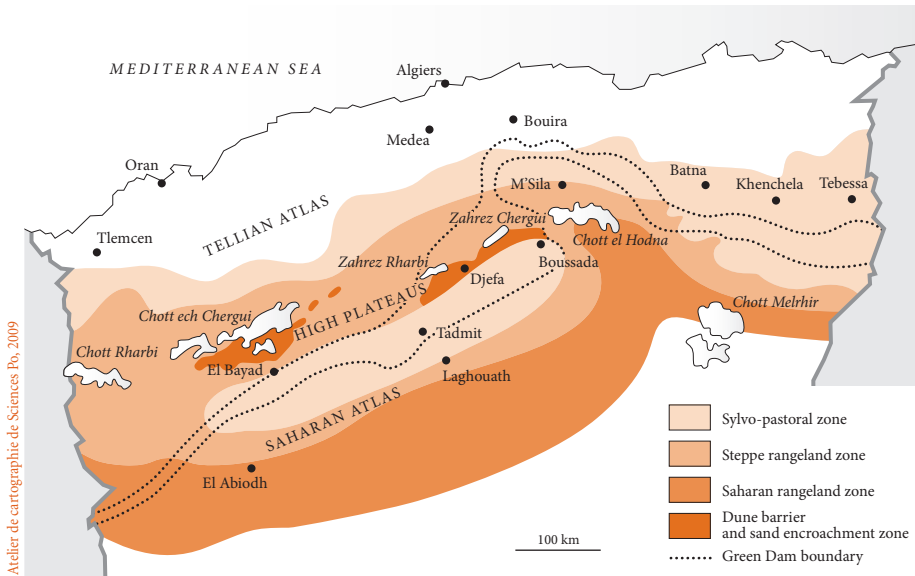 MEDITERRANEAN SEA
Algiers
Bouira
Medea
Oran
M'Sila
Batna
Khenchela
Tebessa
TELLIAN ATLAS
Zahrez Chergui
Tlemcen
Chott el Hodna
Zahrez Rharbi
Boussada
Djefa
Chott ech Chergui
HIGH PLATEAUS
Chott Melrhir
Tadmit
Chott Rharbi
El Bayad
Laghouath
SAHARAN ATLAS
El Abiodh
Sylvo-pastoral zone
Steppe rangeland zone
Saharan rangeland zone
Dune barrier
and sand encroachment zone
Green Dam boundary
100 km
Atelier de cartographie de Sciences Po, 2009